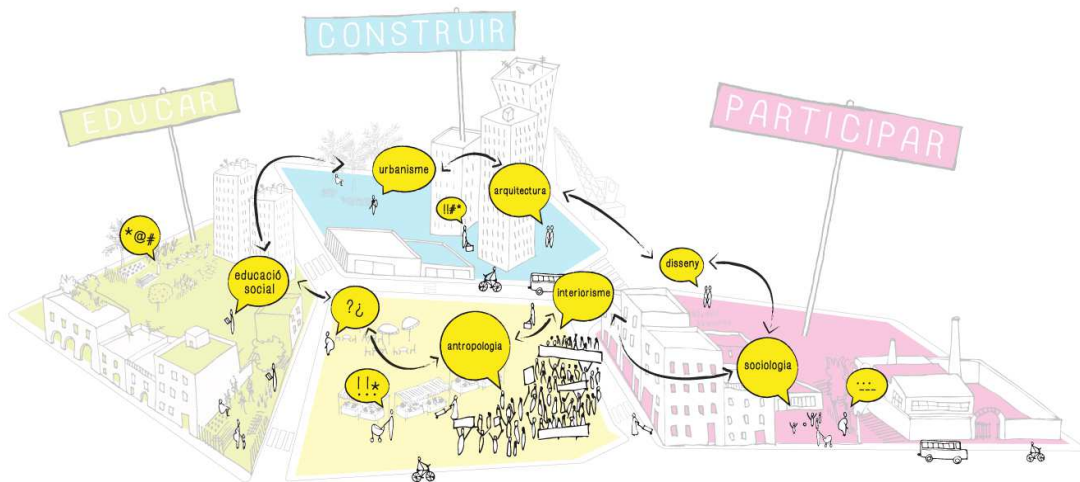 CONSTRUIR
EDUCAR
PARTICIPAR
urbanisme
arquitectura
!!#*
*@#
educació
social
disseny
interiorisme
?¿
antropologia
sociologia
!!*